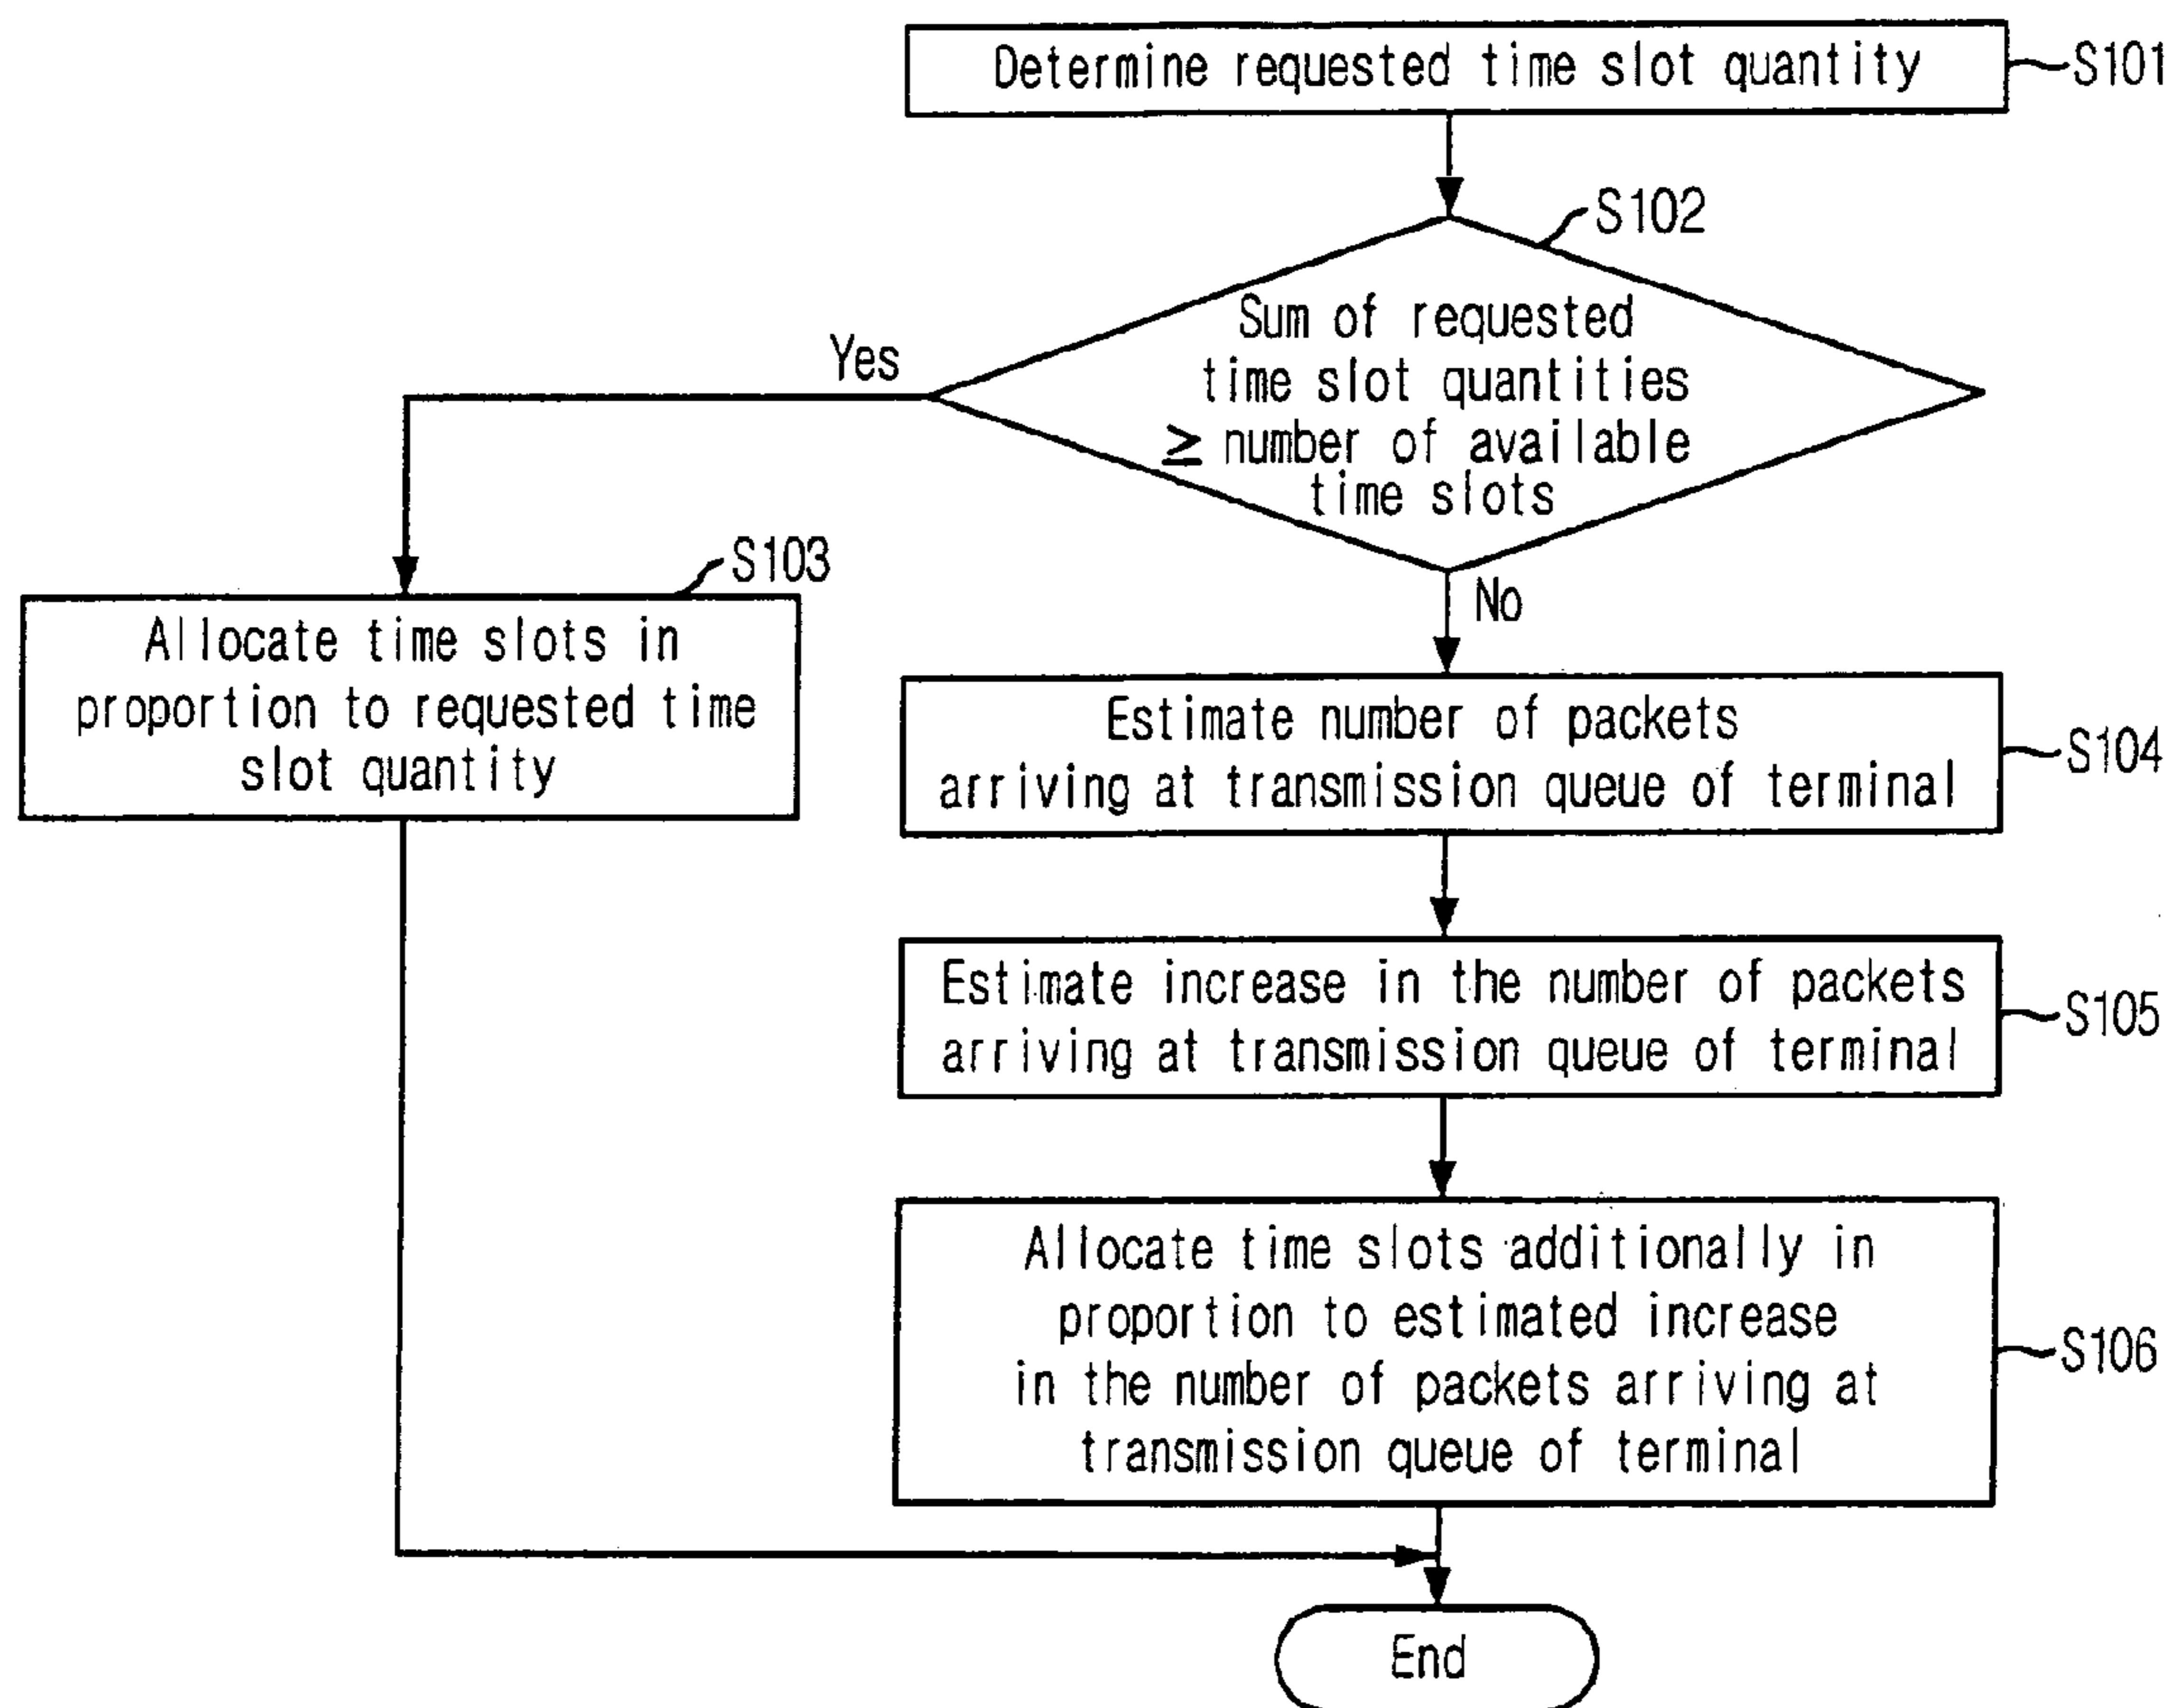 Determine requested time slot quantity
S101
S102
Sum of requested
time slot quantities
≥ number of available
time slots
Yes
No
S103
Allocate time slots in
proportion to requested time
slot quantity
Estimate number of packets
arriving at transmission queue of terminal
S104
Estimate increase in the number of packets
arriving at transmission queue of terminal
S105
Allocate time slots additionally in
proportion to estimated increase
in the number of packets arriving at
transmission queue of terminal
S106
End